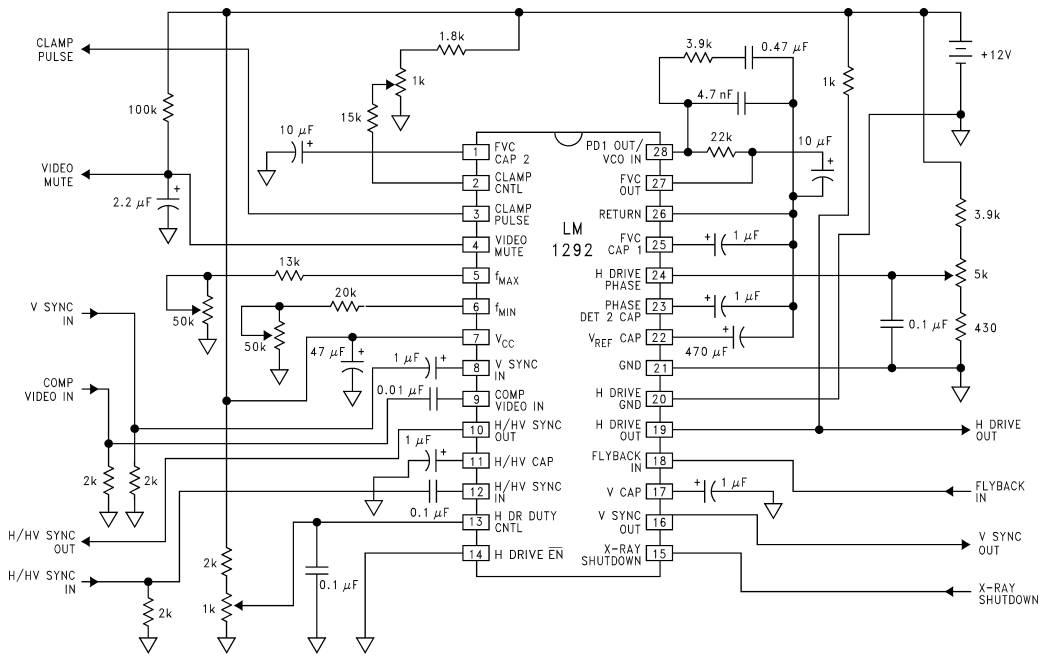 CLAMP
PULSE
1.8k
3.9k
0.47 µF
+12V
1k
1k
4.7 nF
100k
15k
10 µF
22k
10 µF
VIDEO
MUTE
2.2 µF
1
FVC
CAP 2
2
CLAMP
CNTL
3
CLAMP
PULSE
4
VIDEO
MUTE
5
fMAX
6
fMIN
7
VCC
8
V SYNC
IN
9
COMP
VIDEO IN
10
H/HV SYNC
OUT
11
H/HV CAP
12
H/HV SYNC
IN
13
H DR DUTY
CNTL
14
H DRIVE E̅N̅
LM
1292
PD1 OUT/
VCO IN
28
FVC
OUT
27
RETURN
26
FVC
CAP 1
25
H DRIVE
PHASE
24
PHASE
DET 2 CAP
23
VREF CAP
22
GND
21
H DRIVE
GND
20
H DRIVE
OUT
19
FLYBACK
IN
18
V CAP
17
V SYNC
OUT
16
X-RAY
SHUTDOWN
15
13k
50k
20k
50k
V SYNC
IN
47 µF
1 µF
COMP
VIDEO IN
0.01 µF
1 µF
2k
2k
0.1 µF
H/HV SYNC
OUT
H/HV SYNC
IN
2k
2k
1k
0.1 µF
+
+
+
+
+
+
1 µF
+
1 µF
+
470 µF
+
1 µF
+
3.9k
5k
430
0.1 µF
H DRIVE
OUT
FLYBACK
IN
V SYNC
OUT
X-RAY
SHUTDOWN